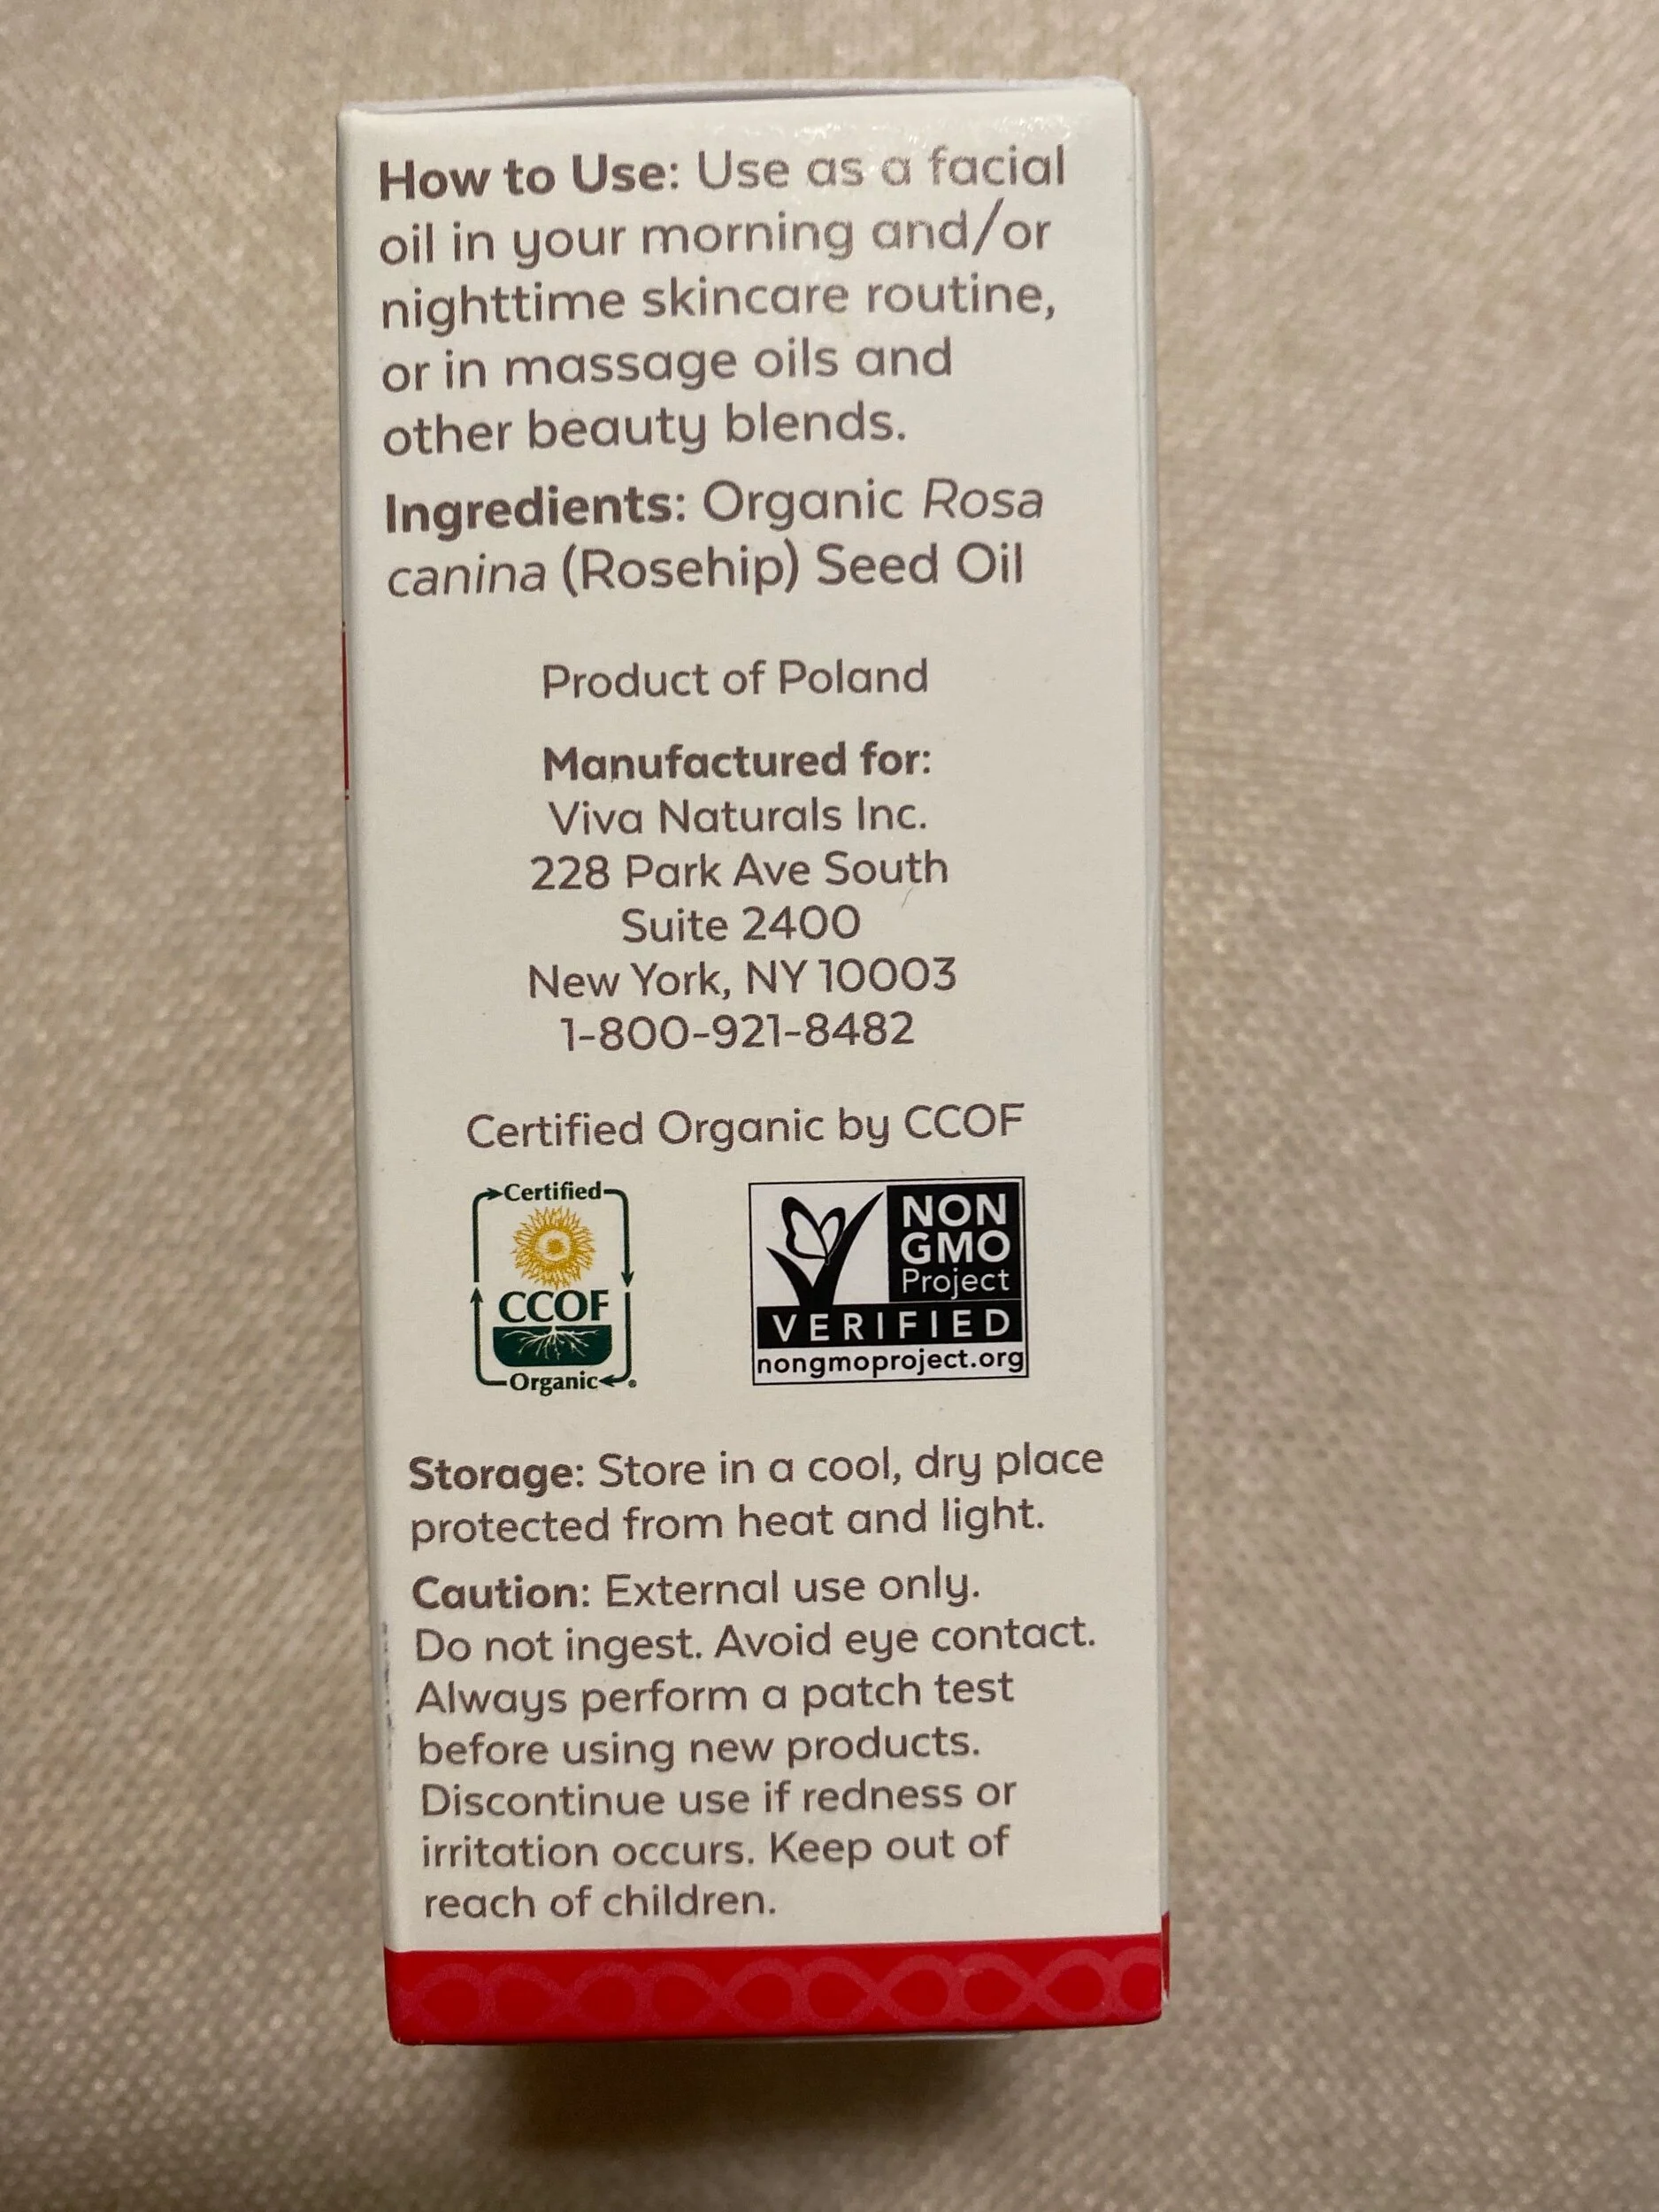 How to Use: Use as a facial
oil in your morning and/or
nighttime skincare routine,
or in massage oils and
other beauty blends.
Ingredients: Organic Rosa
canina (Rosehip) Seed Oil
Product of Poland
Manufactured for:
Viva Naturals Inc.
228 Park Ave South
Suite 2400
New York, NY 10003
1-800-921-8482
Certified Organic by CCOF
Certified
CCOF
Organic
NON
GMO
Project
VERIFIED
nongmoproject.org
Storage: Store in a cool, dry place
protected from heat and light.
Caution: External use only.
Do not ingest. Avoid eye contact.
Always perform a patch test
before using new products.
Discontinue use if redness or
irritation occurs. Keep out of
reach of children.